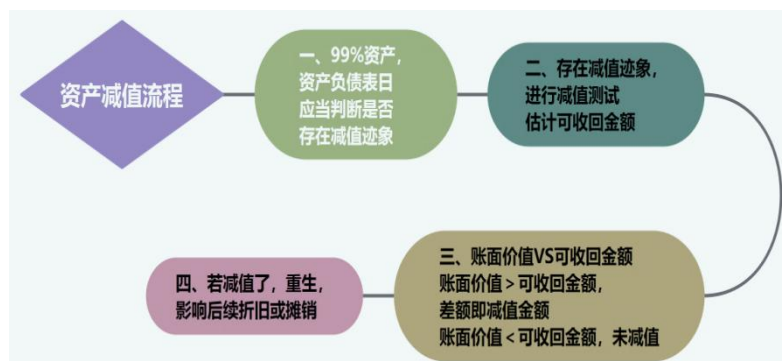 资产减值流程
一、99%资产，
资产负债表日
应当判断是否
存在减值迹象
二、存在减值迹象，
进行减值测试
估计可收回金额
三、账面价值VS可收回金额
账面价值＞可收回金额，
差额即减值金额
账面价值＜可收回金额，未减值
四、若减值了，重生，
影响后续折旧或摊销